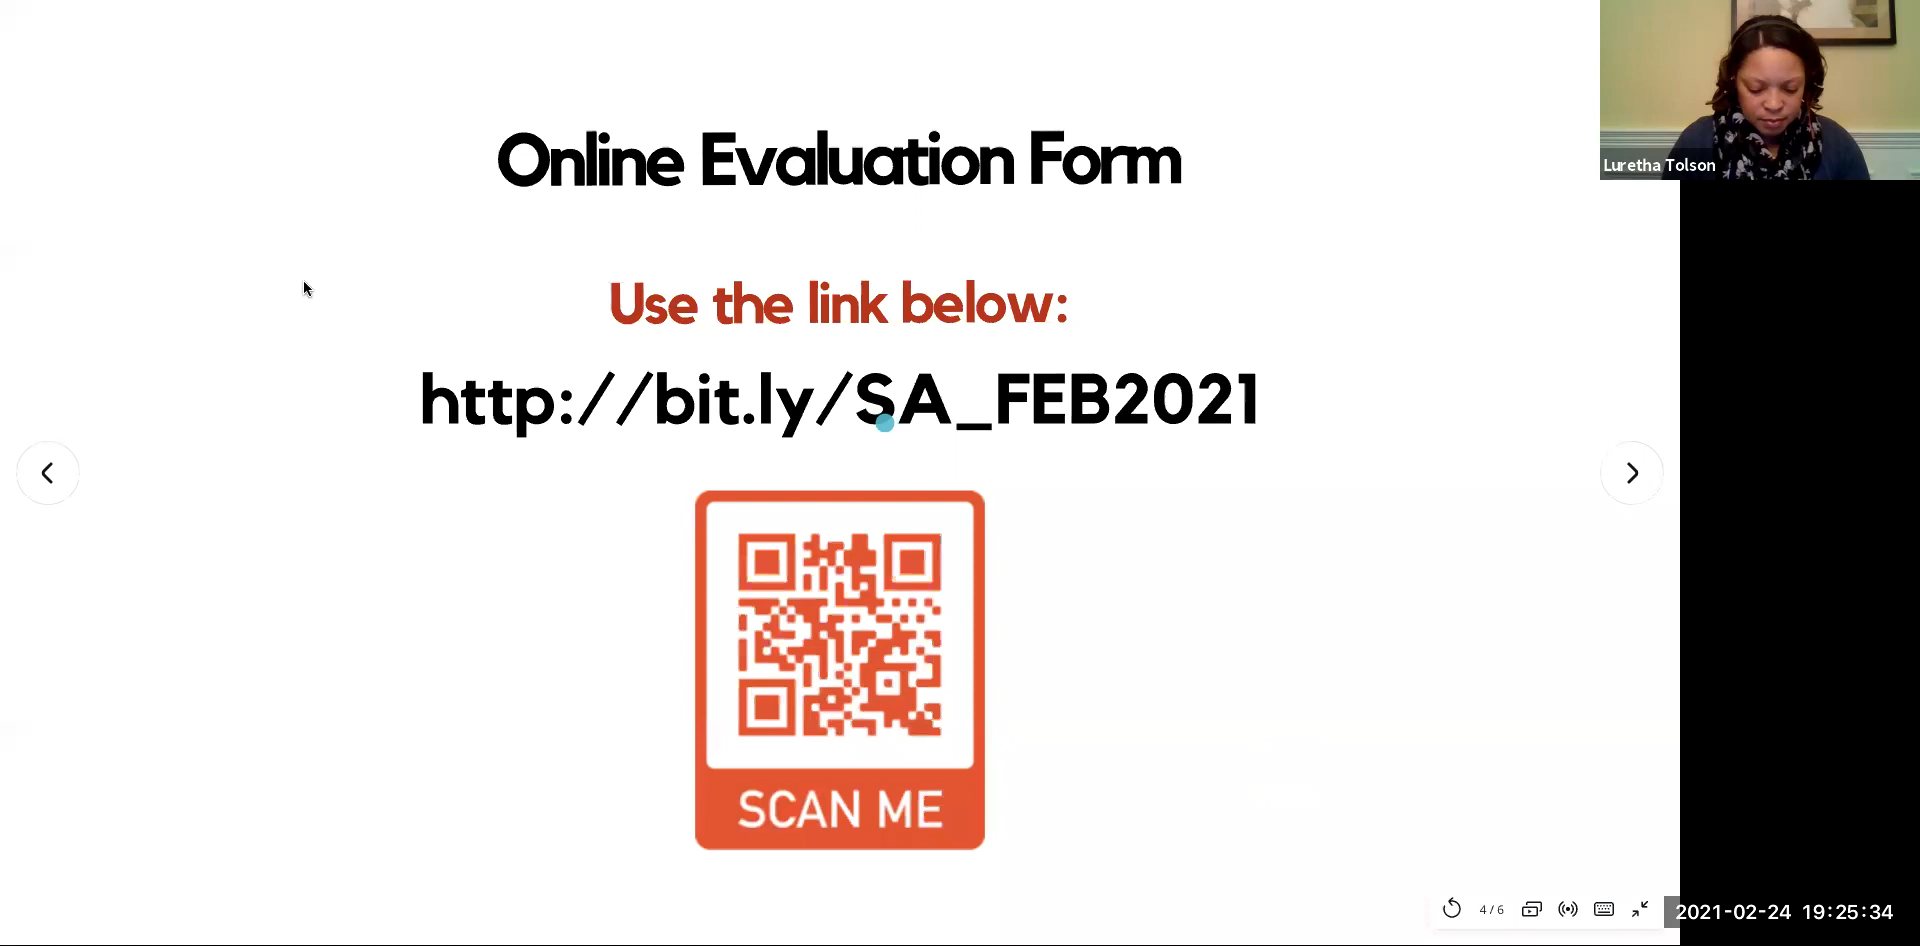 Online Evaluation Form
Luretha Tolson
Use the link below:
http://bit.ly/SA_FEB2021
SCAN ME
4/6
2021-02-24 19:25:34